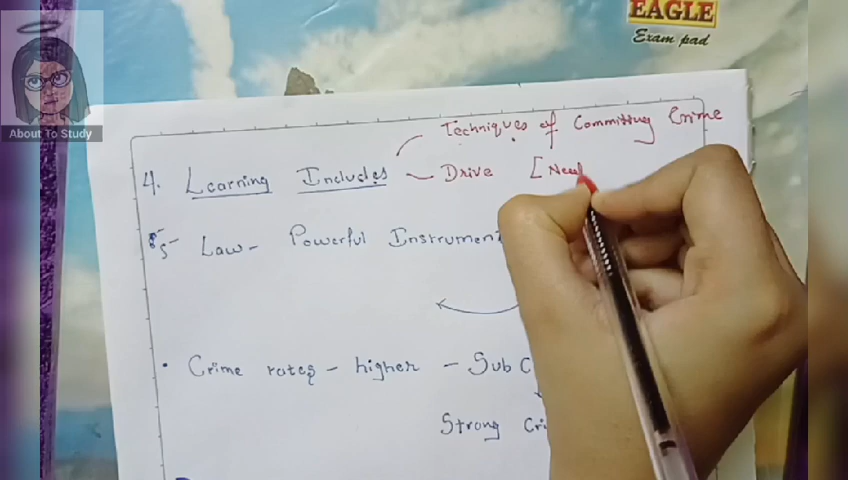 EAGLE
Exam pad
About To Study
Techniques of Committing Crime
4. Learning Includes
Drive [Need
5 Law - Powerful Instrument
• Crime rates - higher - Sub C
Strong Cri